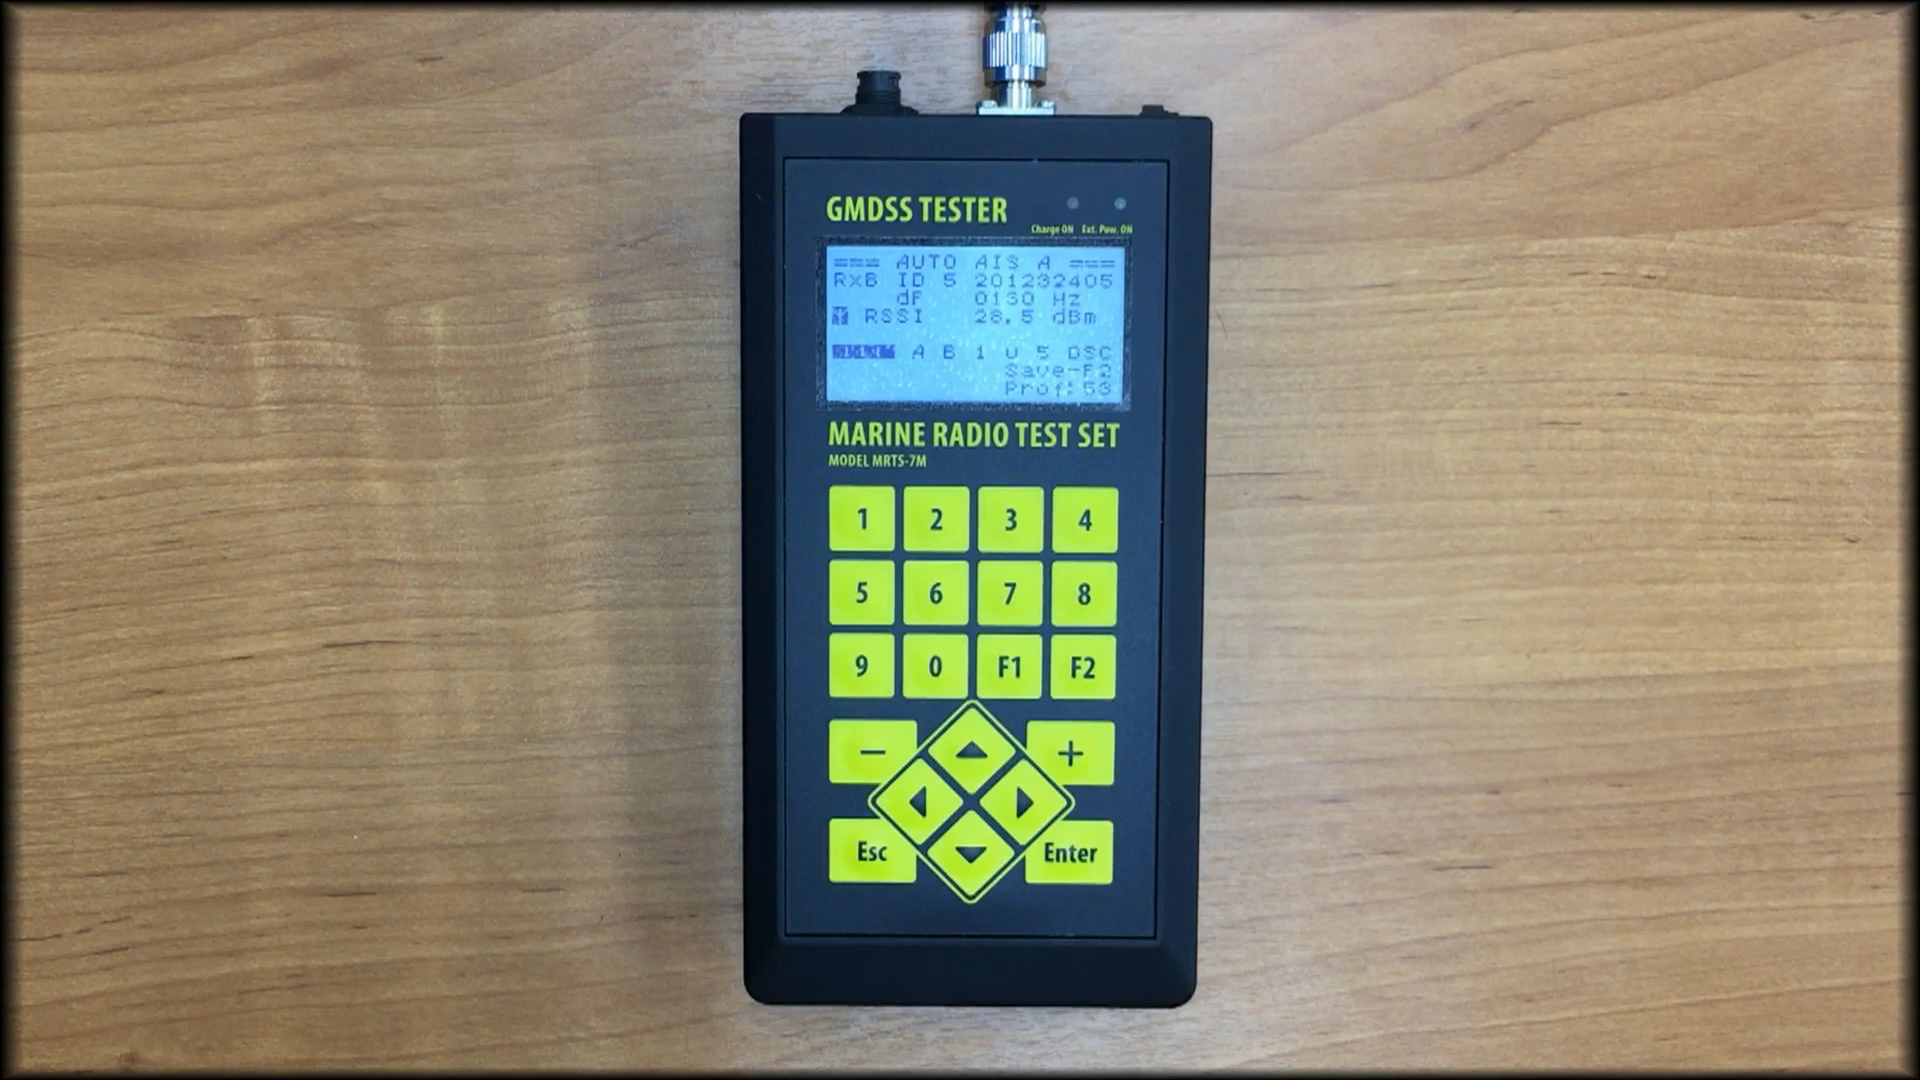 GMDSS TESTER
Charge ON Ext. Pow. ON
=== AUTO AIS A ===
RxB ID 5 201232405
dF 0130 Hz
RSSI 28.5 dBm
A B 1 U 5 DSC
Save-F2
Prof:53
MARINE RADIO TEST SET
MODEL MRTS-7M
1 2 3 4
5 6 7 8
9 0 F1 F2
− +
Esc Enter